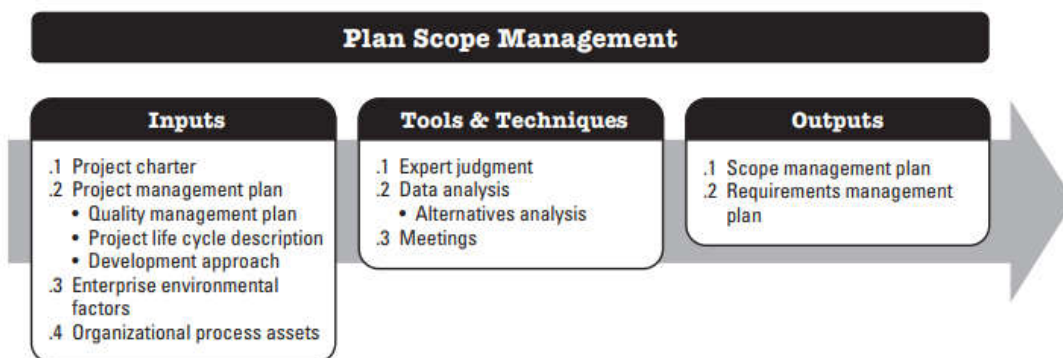 Plan Scope Management
Inputs
.1 Project charter
.2 Project management plan
• Quality management plan
• Project life cycle description
• Development approach
.3 Enterprise environmental
factors
.4 Organizational process assets
Tools & Techniques
.1 Expert judgment
.2 Data analysis
• Alternatives analysis
.3 Meetings
Outputs
.1 Scope management plan
.2 Requirements management
plan